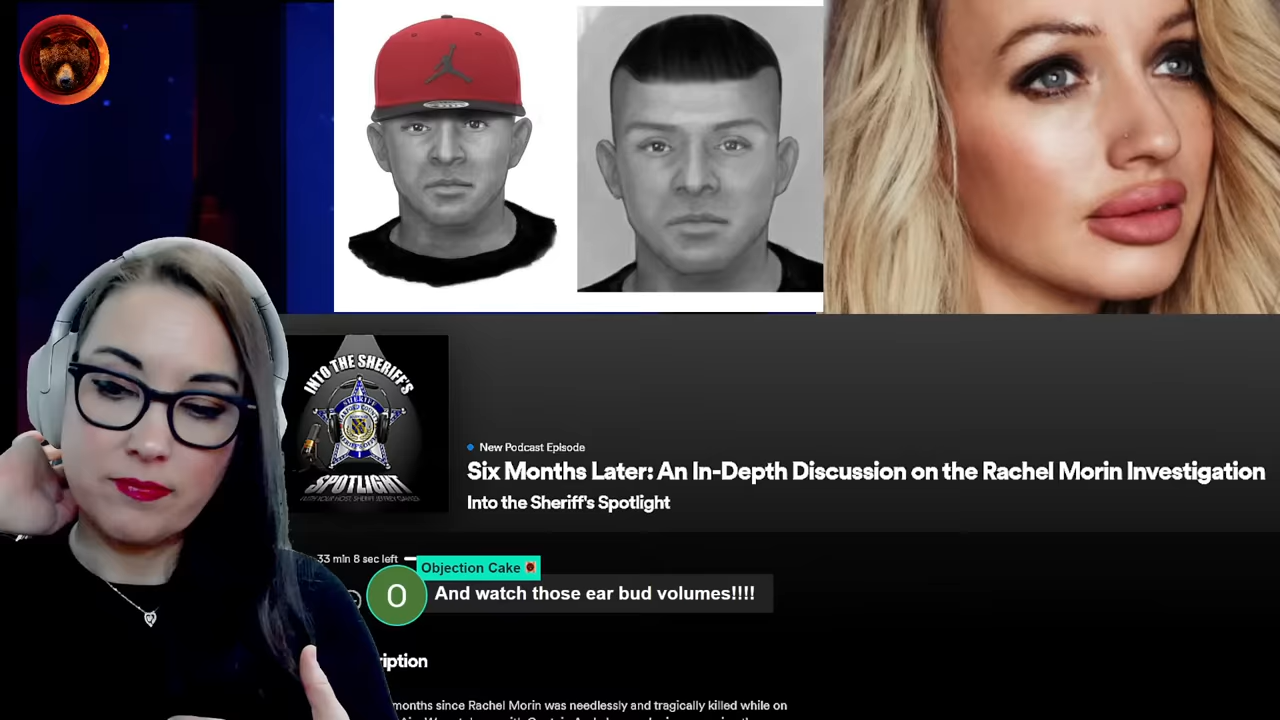 INTO THE SHERIFF'S
SHERIFF
SPOTLIGHT
New Podcast Episode
Six Months Later: An In-Depth Discussion on the Rachel Morin Investigation
Into the Sheriff's Spotlight
33 min 8 sec left
Objection Cake
O
And watch those ear bud volumes!!!!
ription
months since Rachel Morin was needlessly and tragically killed while on